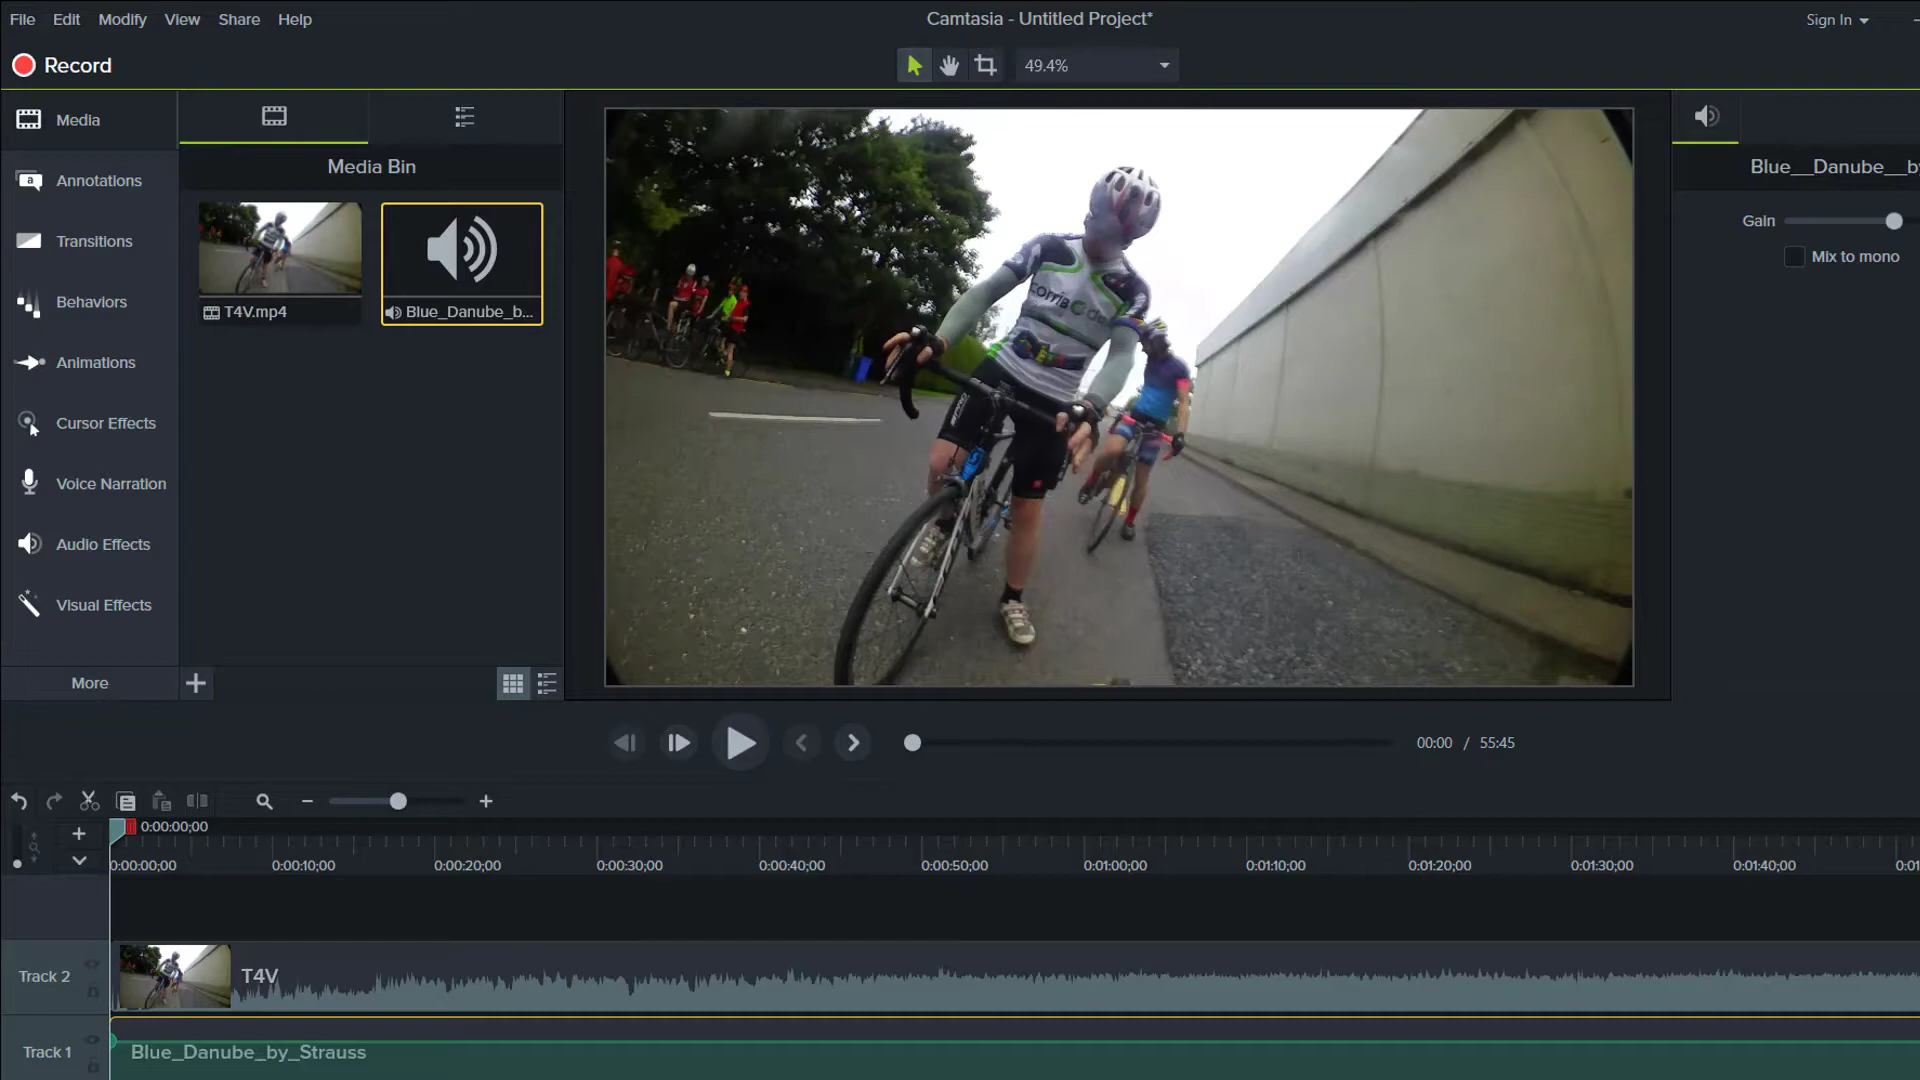 File Edit Modify View Share Help
Camtasia - Untitled Project*
Sign In
Record
49.4%
Media
Annotations
Transitions
Behaviors
Animations
Cursor Effects
Voice Narration
Audio Effects
Visual Effects
More
Media Bin
T4V.mp4
Blue_Danube_b...
Blue__Danube__by
Gain
Mix to mono
00:00 / 55:45
0:00:00;00
0:00:00;00 0:00:10;00 0:00:20;00 0:00:30;00 0:00:40;00 0:00:50;00 0:01:00;00 0:01:10;00 0:01:20;00 0:01:30;00 0:01:40;00 0:01
Track 2
T4V
Track 1
Blue_Danube_by_Strauss